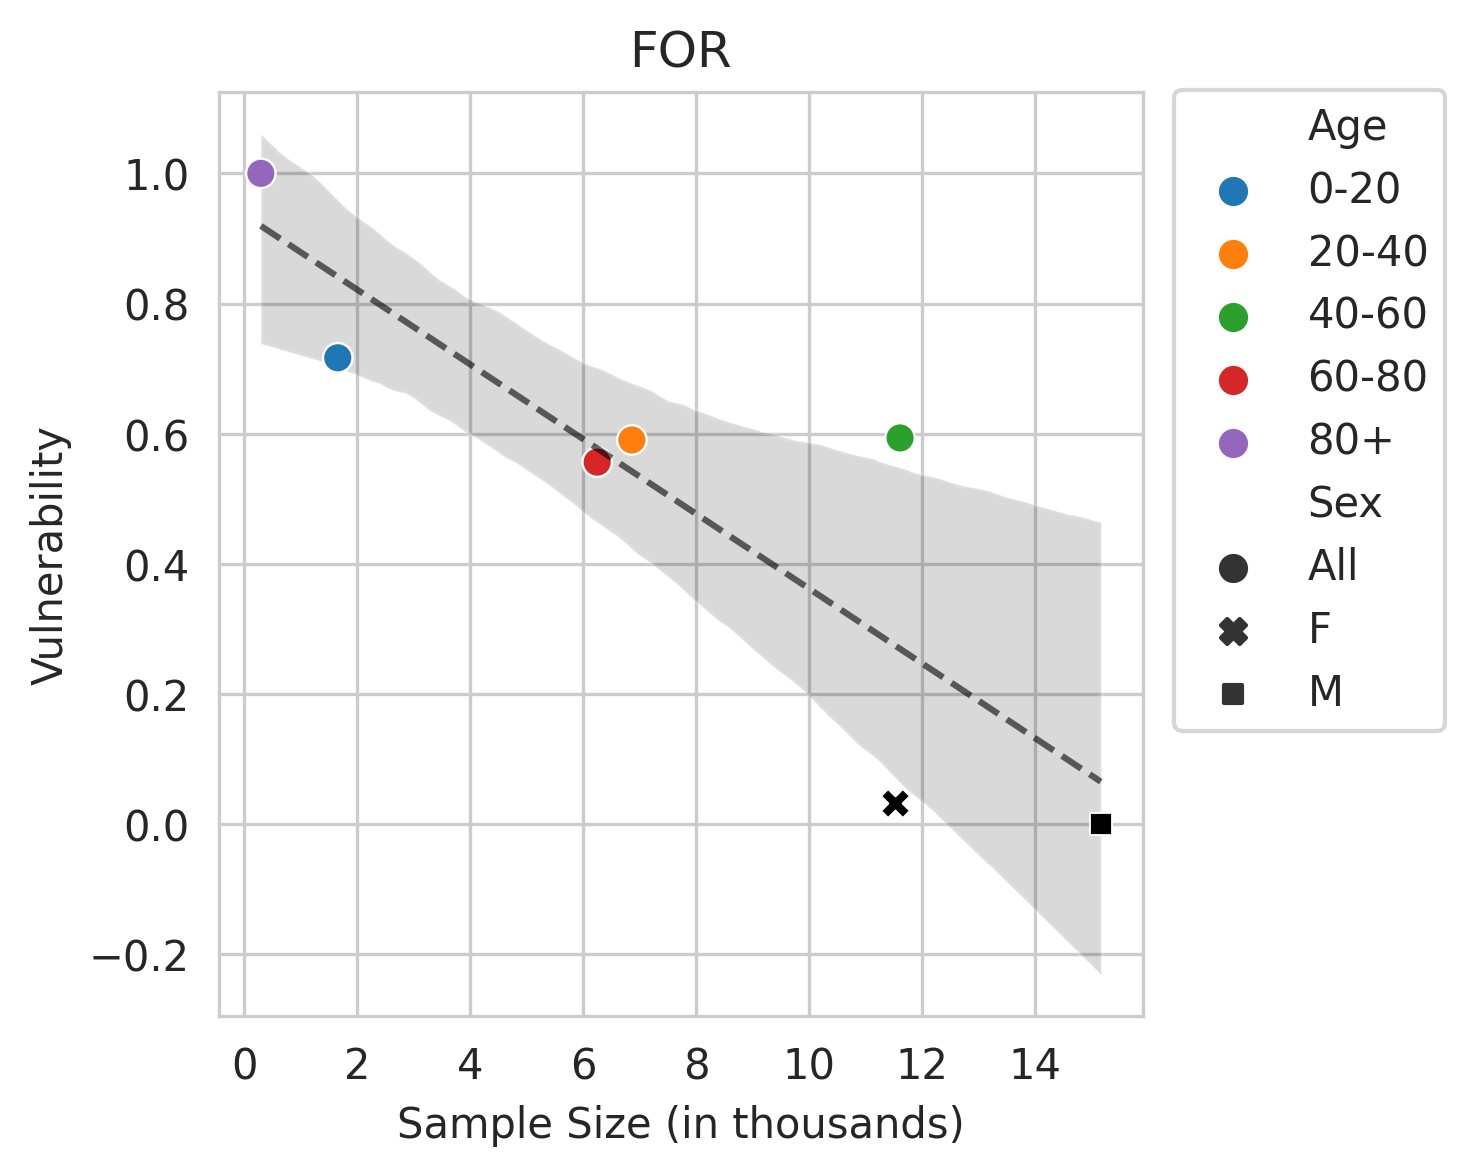 FOR
Vulnerability
1.0
0.8
0.6
0.4
0.2
0.0
−0.2
0 2 4 6 8 10 12 14
Sample Size (in thousands)
Age
0-20
20-40
40-60
60-80
80+
Sex
All
F
M